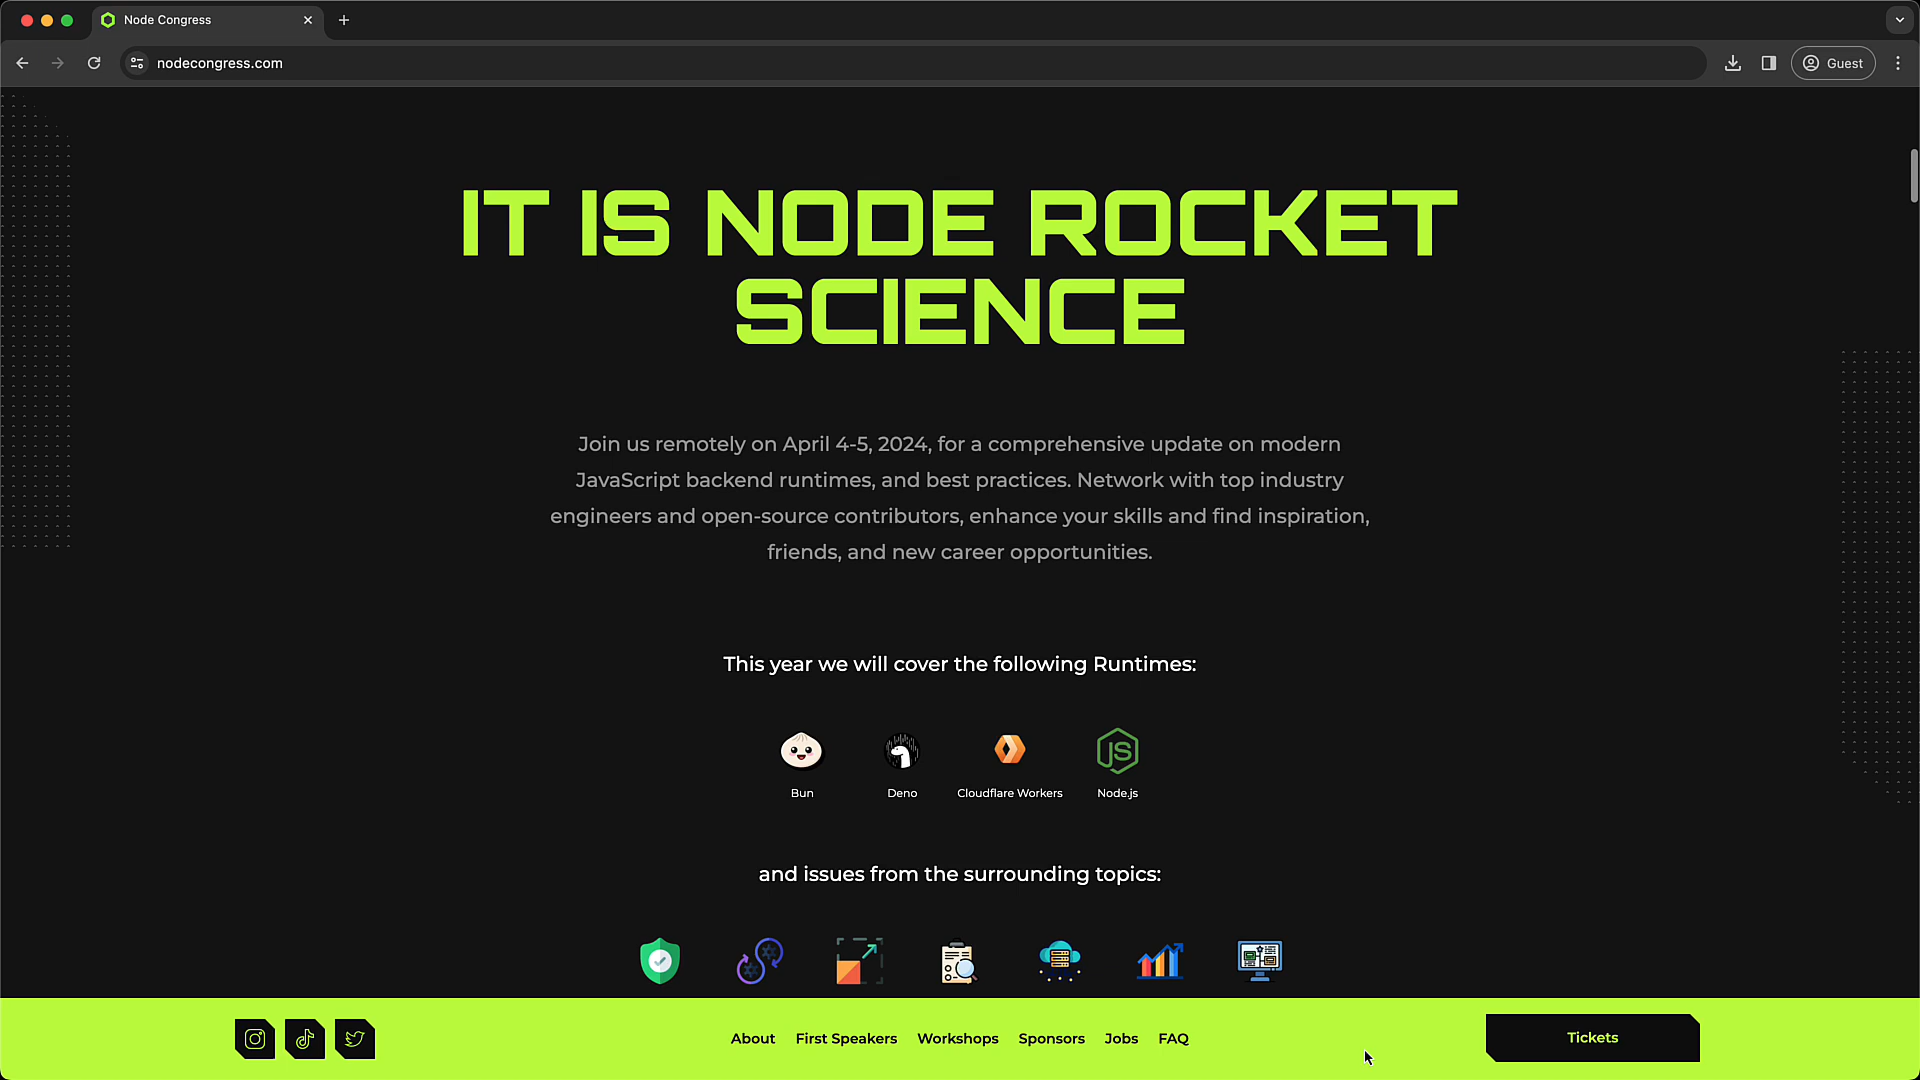 Node Congress
nodecongress.com
Guest
IT IS NODE ROCKET
SCIENCE
Join us remotely on April 4-5, 2024, for a comprehensive update on modern
JavaScript backend runtimes, and best practices. Network with top industry
engineers and open-source contributors, enhance your skills and find inspiration,
friends, and new career opportunities.
This year we will cover the following Runtimes:
JS
Bun Deno Cloudflare Workers Node.js
and issues from the surrounding topics:
About First Speakers Workshops Sponsors Jobs FAQ
Tickets